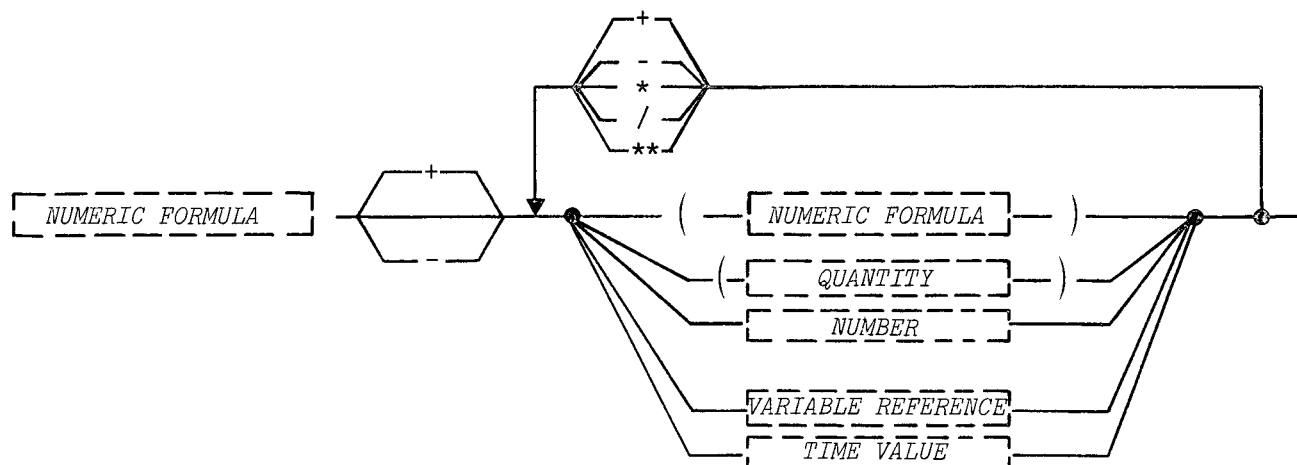 +
-
*
/
**
+
NUMERIC FORMULA ( NUMERIC FORMULA )
-
( QUANTITY )
NUMBER
VARIABLE REFERENCE
TIME VALUE